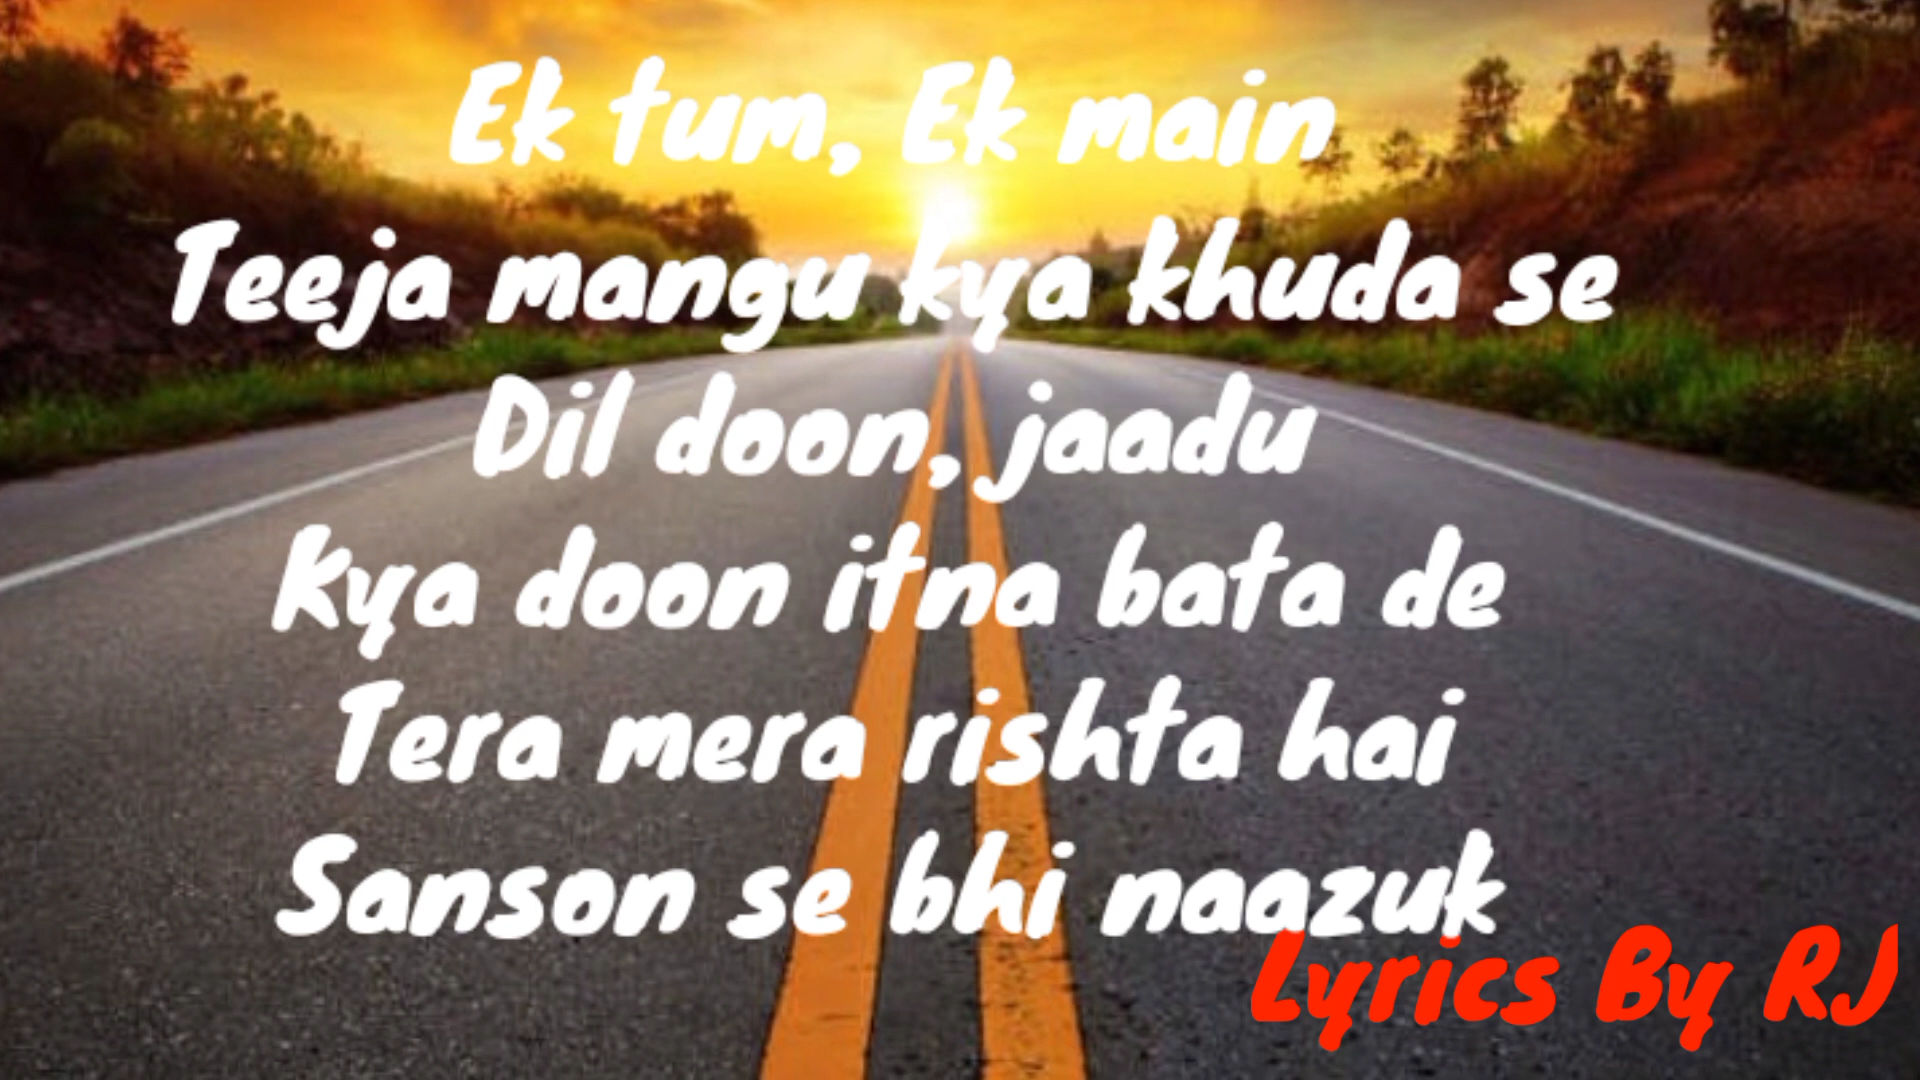 Ek tum, Ek main
Teeja mangu kya khuda se
Dil doon, jaadu
Kya doon itna bata de
Tera mera rishta hai
Sanson se bhi naazuk
Lyrics By RJ